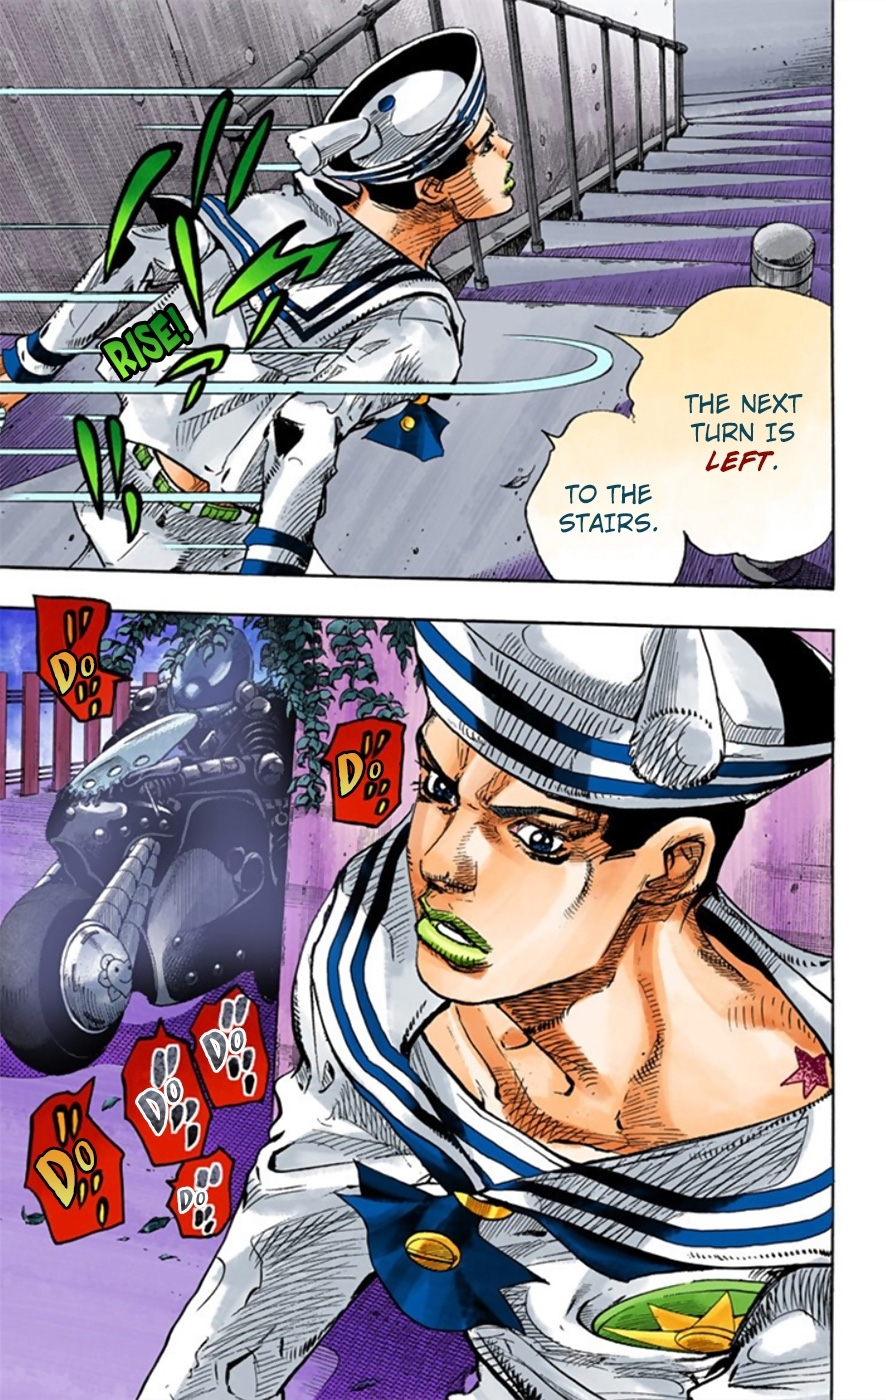 RISE!
THE NEXT
TURN IS
LEFT.
TO THE
STAIRS.
Do
Do
Do
Do
Do
Do